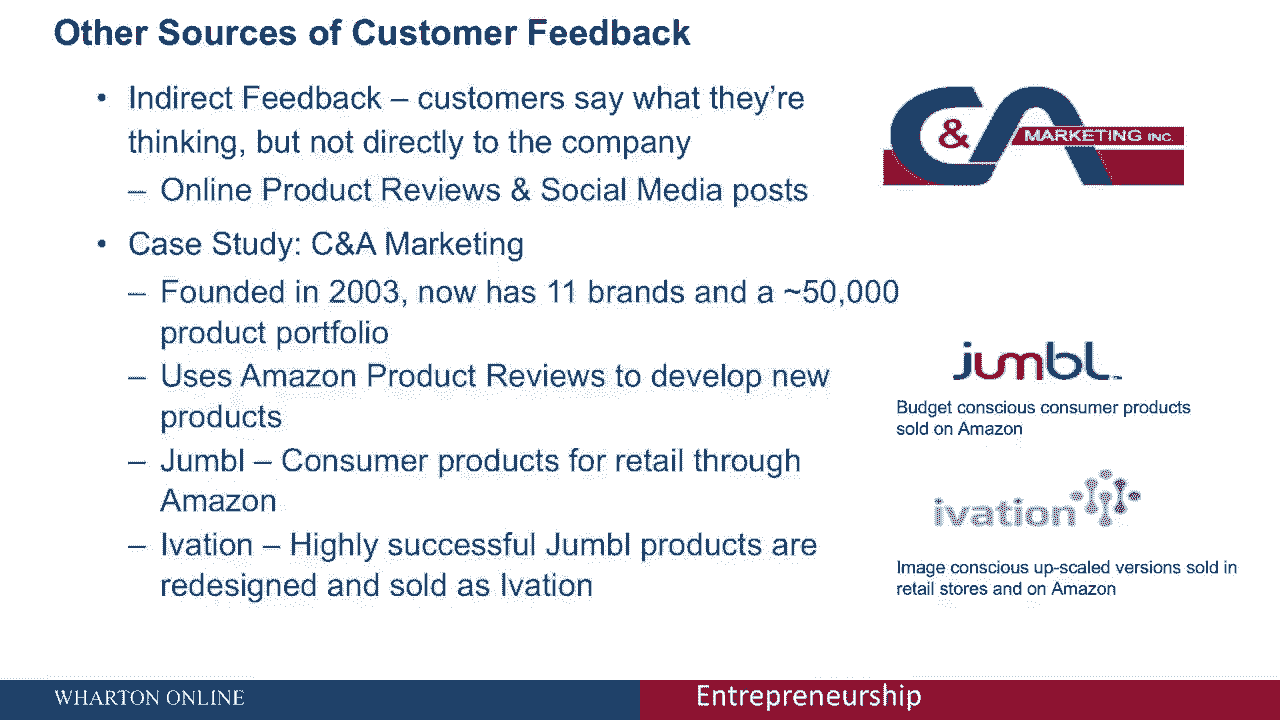 Other Sources of Customer Feedback
• Indirect Feedback – customers say what they're
thinking, but not directly to the company
– Online Product Reviews & Social Media posts
• Case Study: C&A Marketing
– Founded in 2003, now has 11 brands and a ~50,000
product portfolio
– Uses Amazon Product Reviews to develop new
products
– Jumbl – Consumer products for retail through
Amazon
– Ivation – Highly successful Jumbl products are
redesigned and sold as Ivation
C&A MARKETING INC.
jumbl
Budget conscious consumer products
sold on Amazon
ivation
Image conscious up-scaled versions sold in
retail stores and on Amazon
WHARTON ONLINE
Entrepreneurship